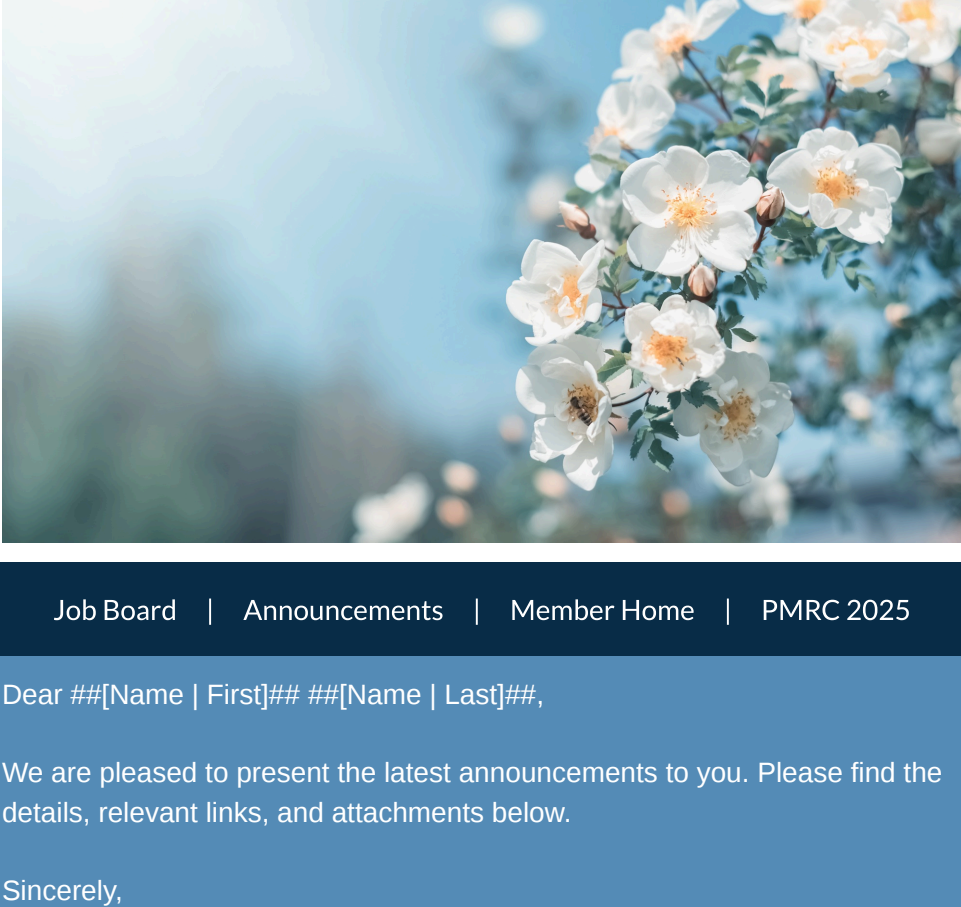 Job Board | Announcements | Member Home | PMRC 2025
Dear ##[Name | First]## ##[Name | Last]##,
We are pleased to present the latest announcements to you. Please find the
details, relevant links, and attachments below.
Sincerely,